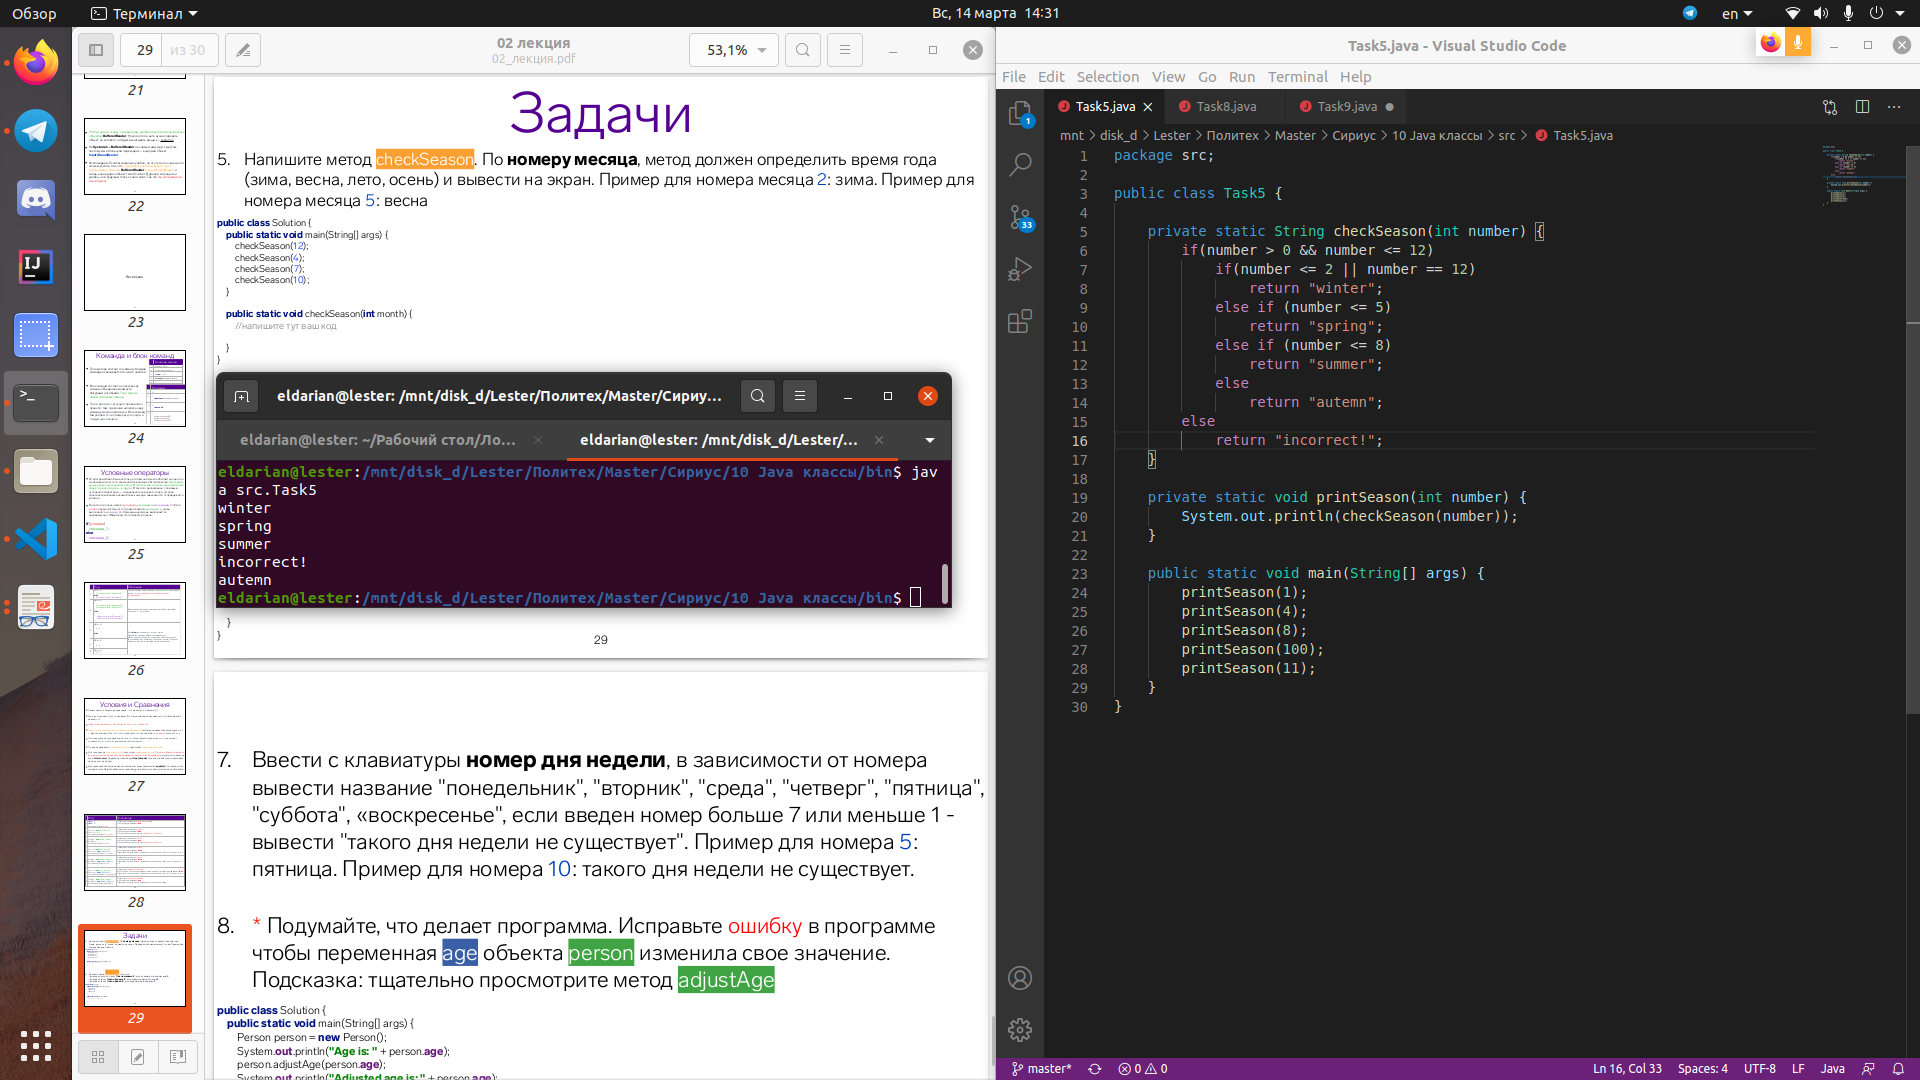 Обзор
Терминал
Вс, 14 марта 14:31
en
29
из 30
02 лекция
02_лекция.pdf
53,1%
21
22
23
Команда и блок команд
24
Условные операторы
25
26
Условия и Сравнения
27
28
Задачи
29
Задачи
5. Напишите метод checkSeason. По номеру месяца, метод должен определить время года
(зима, весна, лето, осень) и вывести на экран. Пример для номера месяца 2: зима. Пример для
номера месяца 5: весна
public class Solution {
public static void main(String[] args) {
checkSeason(12);
checkSeason(4);
checkSeason(7);
checkSeason(10);
}
public static void checkSeason(int month) {
//напишите тут ваш код
}
}
eldarian@lester: /mnt/disk_d/Lester/Политех/Master/Сириу...
eldarian@lester: ~/Рабочий стол/Ло...
eldarian@lester: /mnt/disk_d/Lester/...
eldarian@lester:/mnt/disk_d/Lester/Политех/Master/Сириус/10 Java классы/bin$ jav
a src.Task5
winter
spring
summer
incorrect!
autemn
eldarian@lester:/mnt/disk_d/Lester/Политех/Master/Сириус/10 Java классы/bin$
}
}
29
7. Ввести с клавиатуры номер дня недели, в зависимости от номера
вывести название "понедельник", "вторник", "среда", "четверг", "пятница",
"суббота", «воскресенье", если введен номер больше 7 или меньше 1 -
вывести "такого дня недели не существует". Пример для номера 5:
пятница. Пример для номера 10: такого дня недели не существует.
8. * Подумайте, что делает программа. Исправьте ошибку в программе
чтобы переменная age объекта person изменила свое значение.
Подсказка: тщательно просмотрите метод adjustAge
public class Solution {
public static void main(String[] args) {
Person person = new Person();
System.out.println("Age is: " + person.age);
person.adjustAge(person.age);
System.out.println("Adjusted age is: " + person.age);
Task5.java - Visual Studio Code
File Edit Selection View Go Run Terminal Help
1
33
Task5.java
Task8.java
Task9.java
mnt > disk_d > Lester > Политех > Master > Сириус > 10 Java классы > src > Task5.java
1 package src;
2
3 public class Task5 {
4
5 private static String checkSeason(int number) {
6 if(number > 0 && number <= 12)
7 if(number <= 2 || number == 12)
8 return "winter";
9 else if (number <= 5)
10 return "spring";
11 else if (number <= 8)
12 return "summer";
13 else
14 return "autemn";
15 else
16 return "incorrect!";
17 }
18
19 private static void printSeason(int number) {
20 System.out.println(checkSeason(number));
21 }
22
23 public static void main(String[] args) {
24 printSeason(1);
25 printSeason(4);
26 printSeason(8);
27 printSeason(100);
28 printSeason(11);
29 }
30 }
master*
0
0
Ln 16, Col 33
Spaces: 4
UTF-8
LF
Java